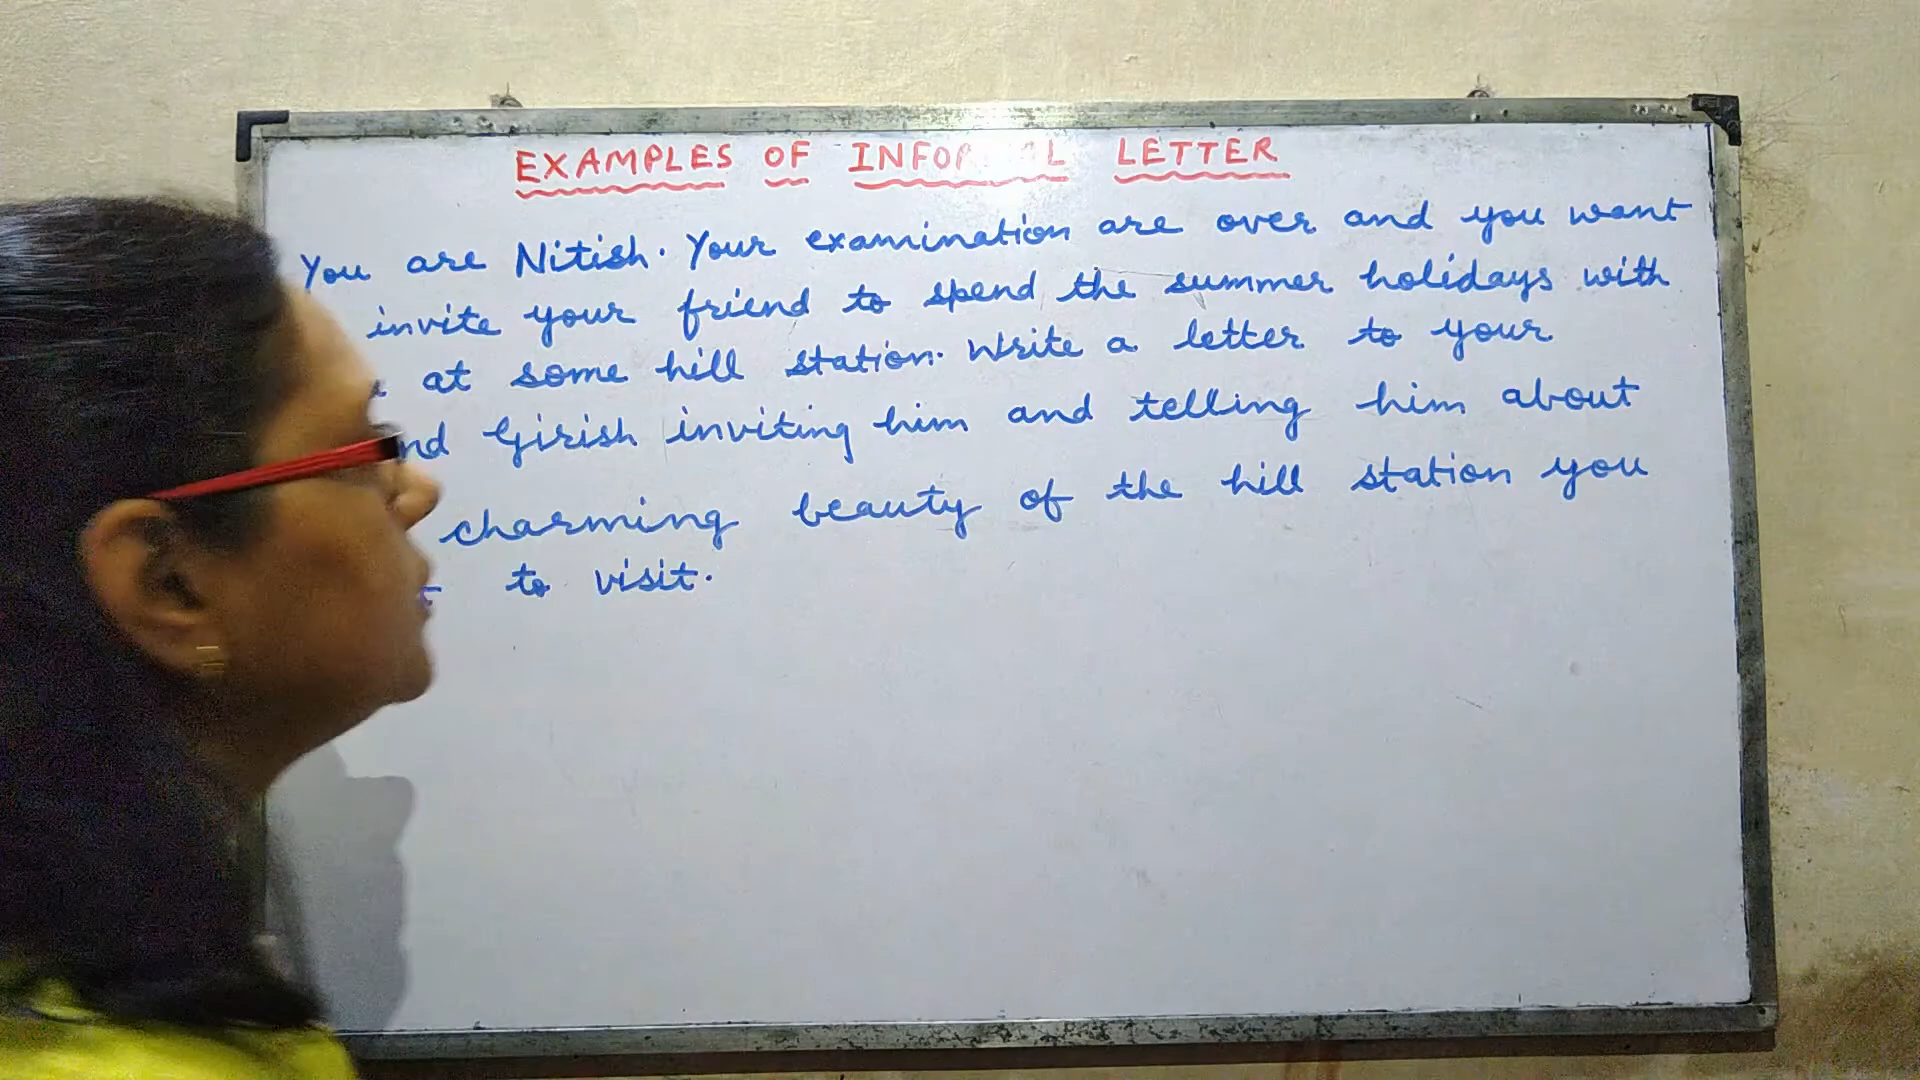 EXAMPLES OF INFORMAL LETTER
You are Nitish. Your examination are over and you want
invite your friend to spend the summer holidays with
at some hill station. Write a letter to your
Girish inviting him and telling him about
charming beauty of the hill station you
to visit.